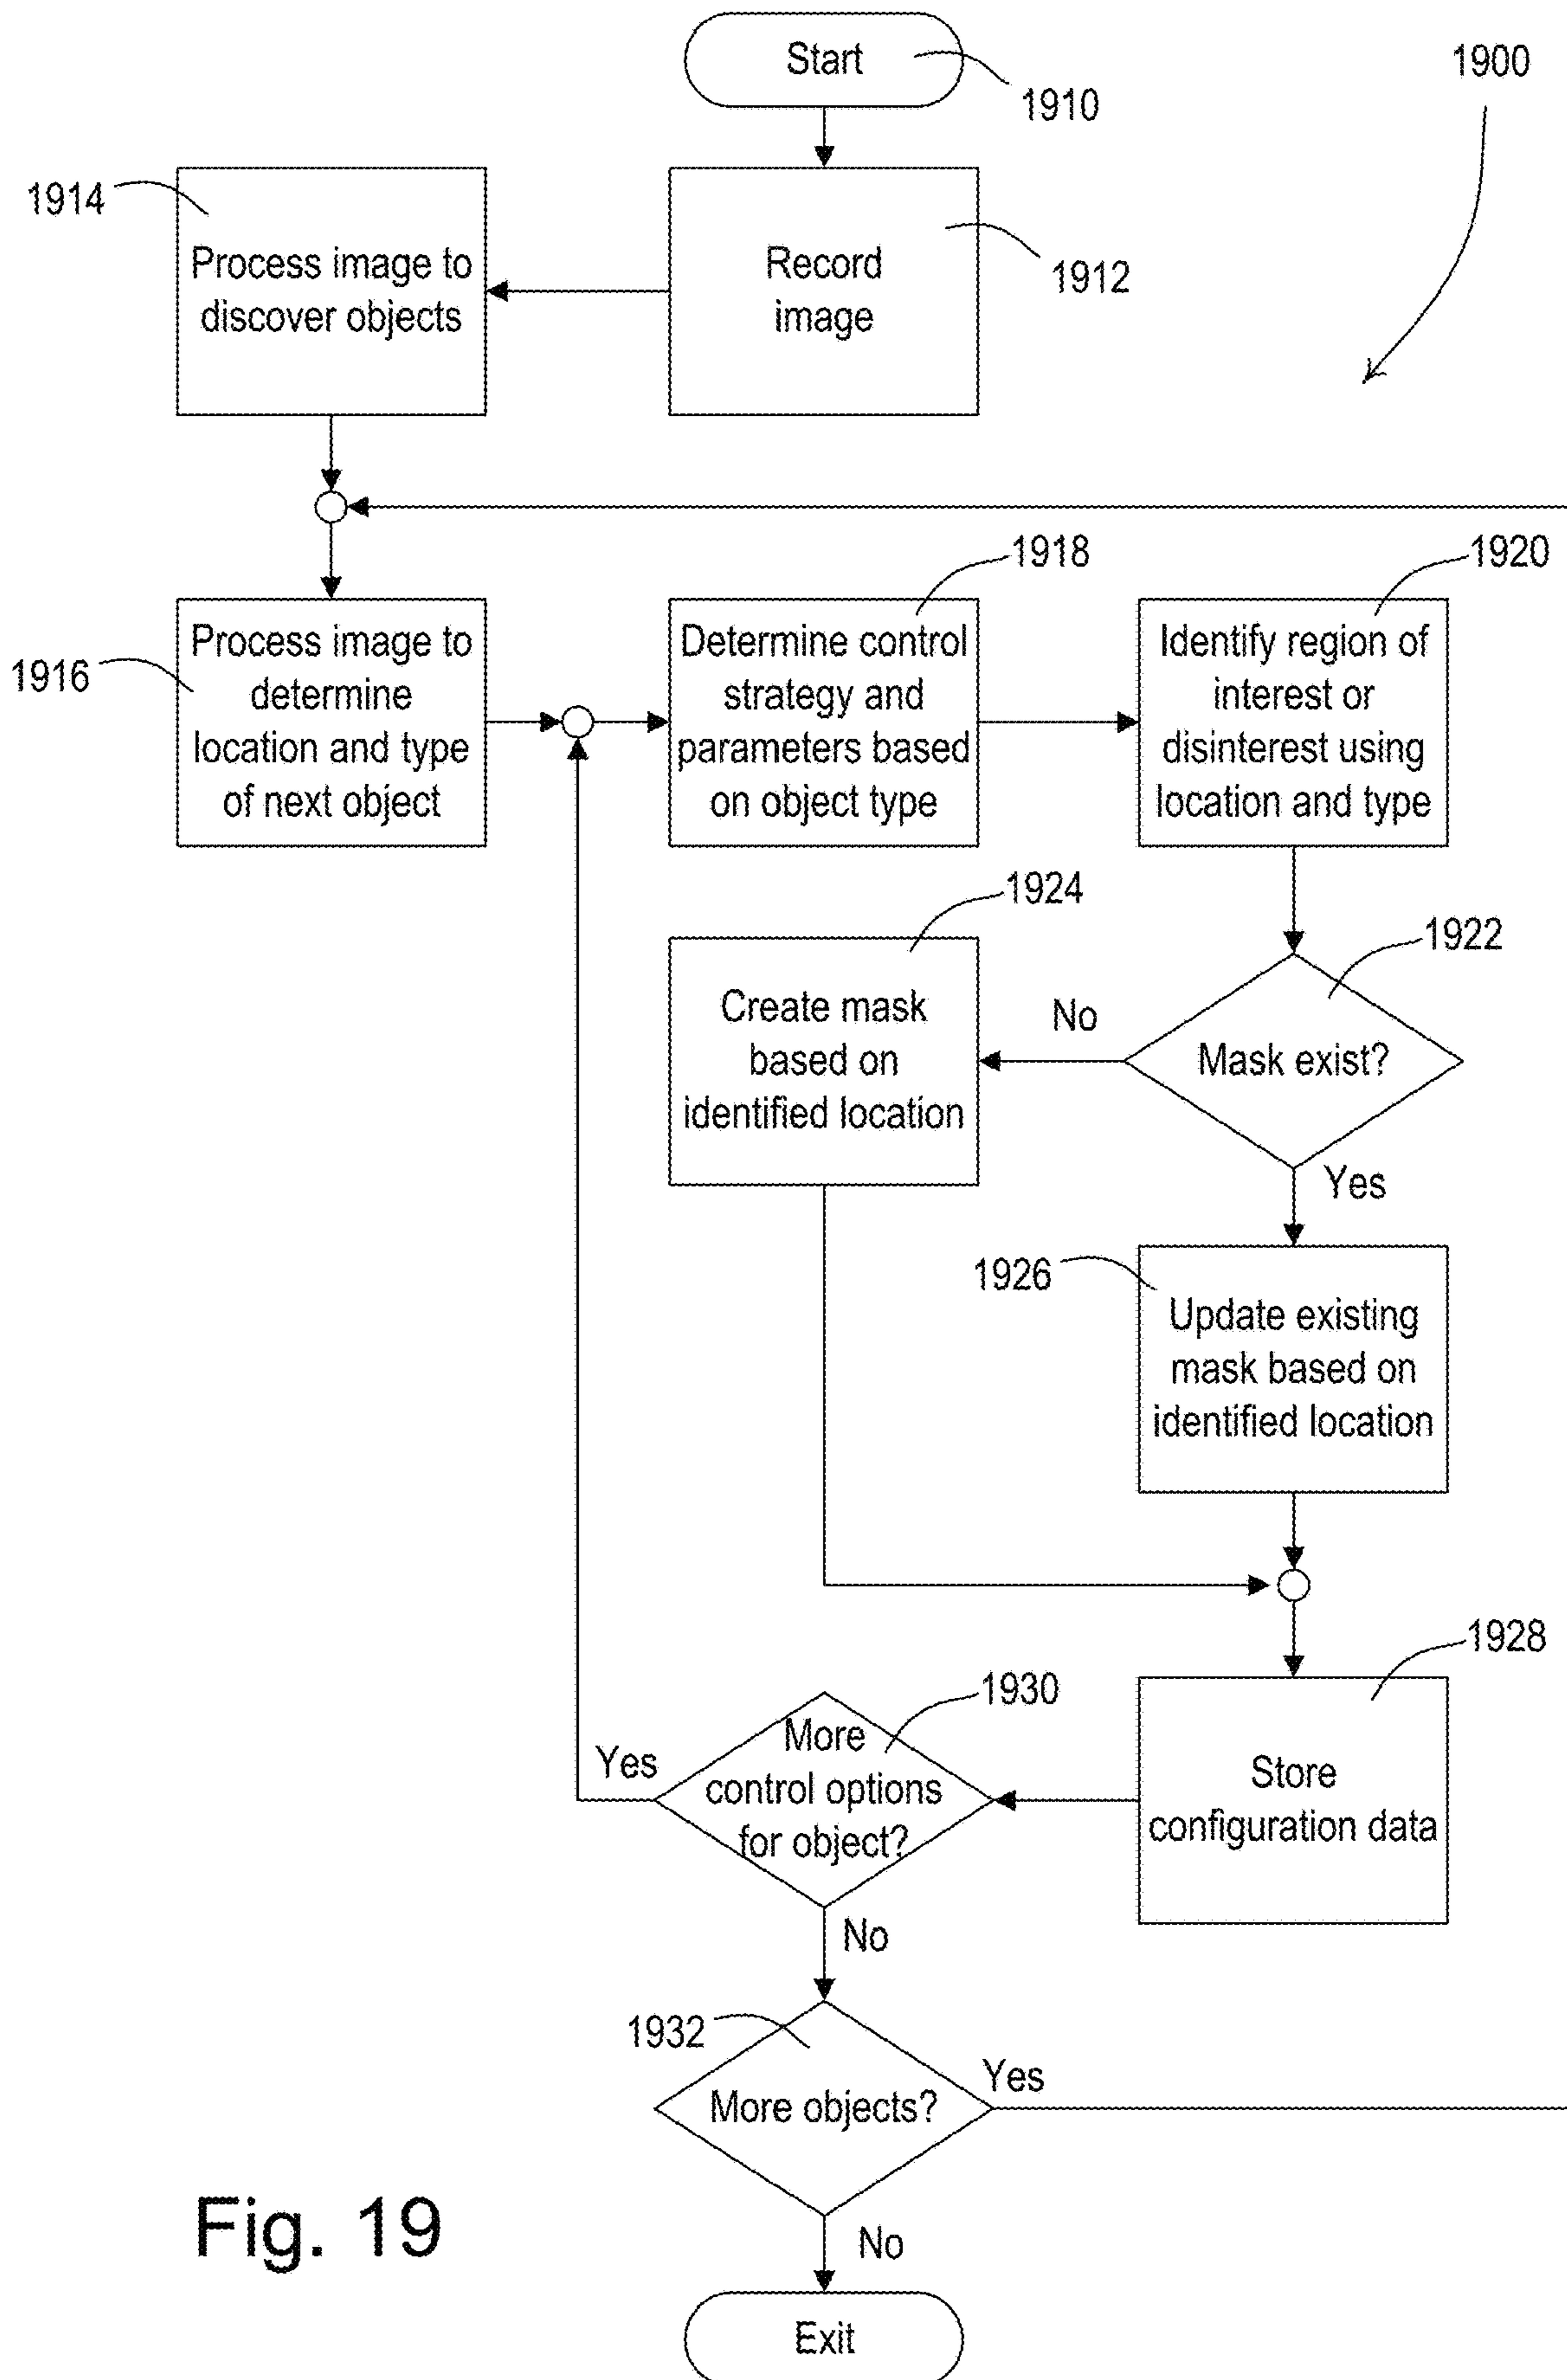 Start
1910
1900
1914
Process image to
discover objects
Record
image
1912
1916
Process image to
determine
location and type
of next object
1918
Determine control
strategy and
parameters based
on object type
1920
Identify region of
interest or
disinterest using
location and type
1924
Create mask
based on
identified location
No
1922
Mask exist?
Yes
1926
Update existing
mask based on
identified location
1928
Store
configuration data
1930
More
control options
for object?
Yes
No
1932
More objects?
Yes
No
Exit
Fig. 19